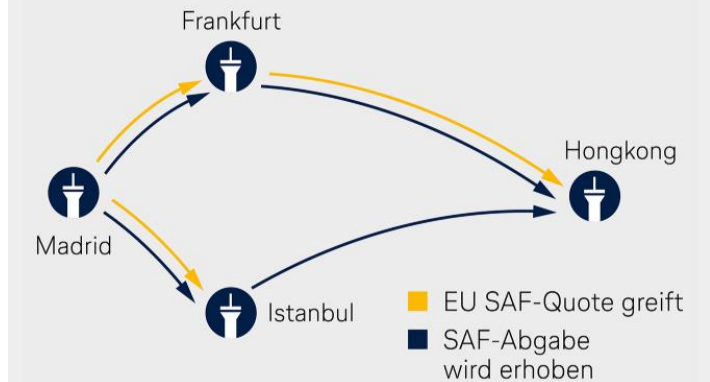 Frankfurt
Hongkong
Madrid
Istanbul
EU SAF-Quote greift
SAF-Abgabe
wird erhoben